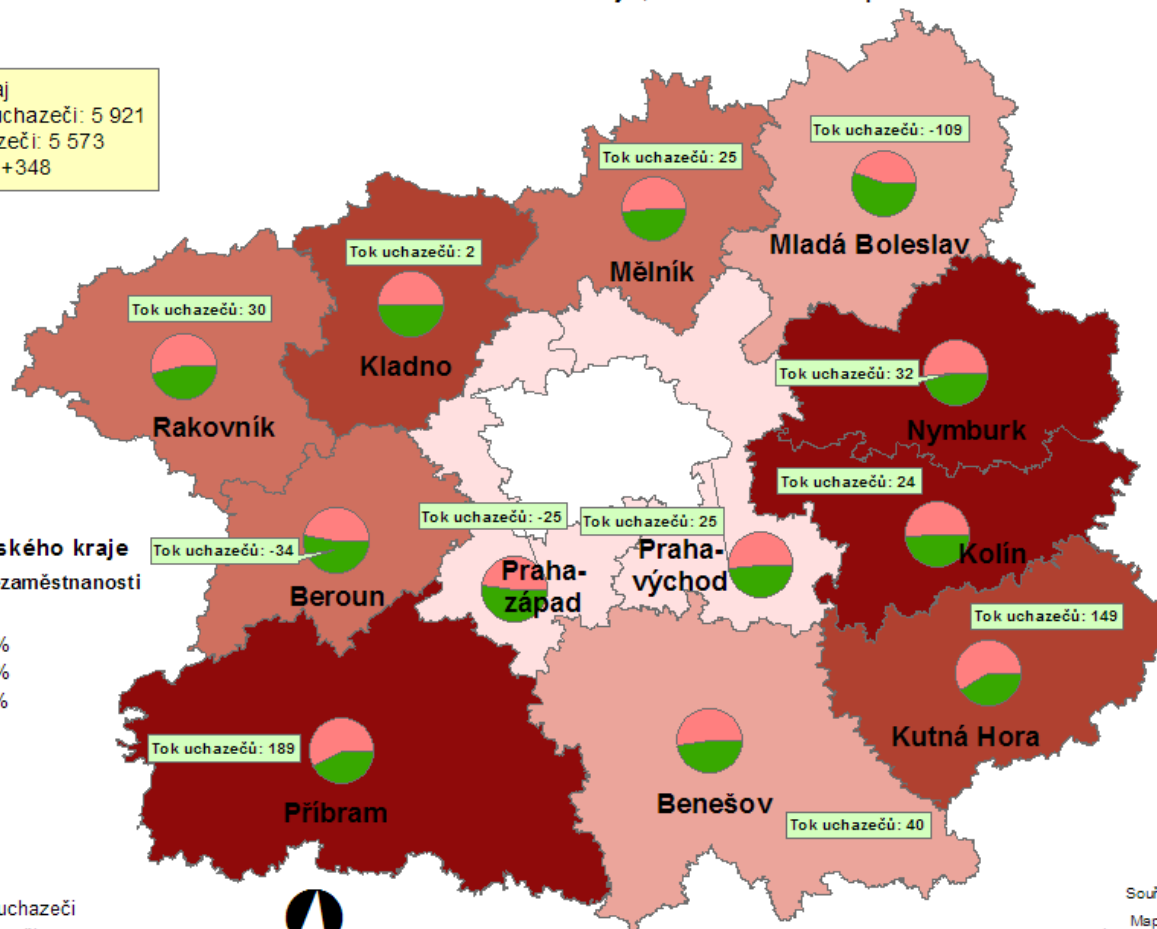 aj
uchazeči: 5 921
zeči: 5 573
+348
Tok uchazečů: -109
Mladá Boleslav
Tok uchazečů: 25
Mělník
Tok uchazečů: 2
Kladno
Tok uchazečů: 30
Rakovník
Tok uchazečů: 32
Nymburk
Tok uchazečů: 24
Kolín
Tok uchazečů: -25
Praha-
západ
Tok uchazečů: 25
Praha-
východ
ského kraje
zaměstnanosti
%
%
%
Tok uchazečů: -34
Beroun
Tok uchazečů: 149
Kutná Hora
Tok uchazečů: 189
Příbram
Benešov
Tok uchazečů: 40
uchazeči
Souř
Map